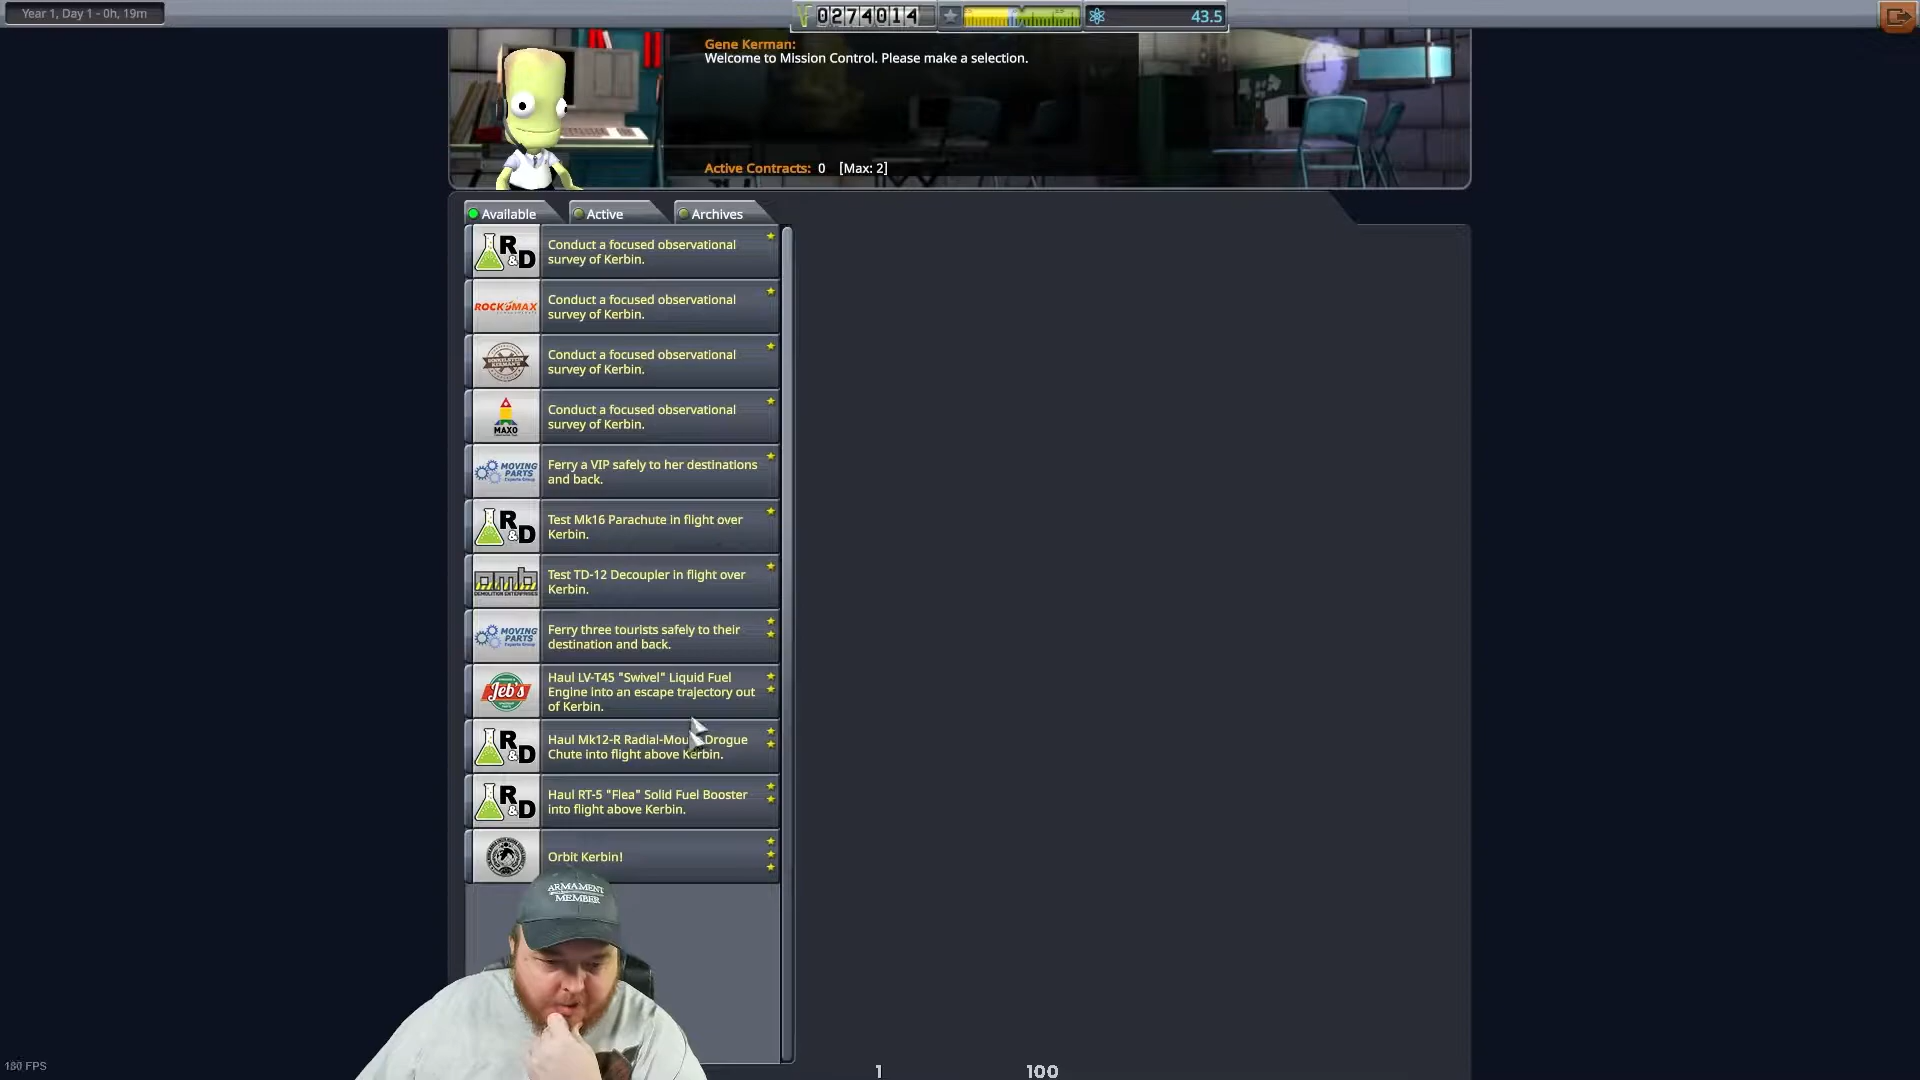 Year 1, Day 1 - 0h, 19m
0274014
43.5
Gene Kerman:
Welcome to Mission Control. Please make a selection.
Active Contracts: 0 [Max: 2]
Available
Active
Archives
R&D
Conduct a focused observational
survey of Kerbin.
ROCKOMAX
Conduct a focused observational
survey of Kerbin.
Conduct a focused observational
survey of Kerbin.
MAXO
Conduct a focused observational
survey of Kerbin.
MOVING
PARTS
Experts Group
Ferry a VIP safely to her destinations
and back.
R&D
Test Mk16 Parachute in flight over
Kerbin.
DEMOLITION ENTERPRISES
Test TD-12 Decoupler in flight over
Kerbin.
MOVING
PARTS
Experts Group
Ferry three tourists safely to their
destination and back.
Jeb's
Haul LV-T45 "Swivel" Liquid Fuel
Engine into an escape trajectory out
of Kerbin.
R&D
Haul Mk12-R Radial-Mou Drogue
Chute into flight above Kerbin.
R&D
Haul RT-5 "Flea" Solid Fuel Booster
into flight above Kerbin.
Orbit Kerbin!
ARMAMENT
MEMBER
180 FPS
1
100